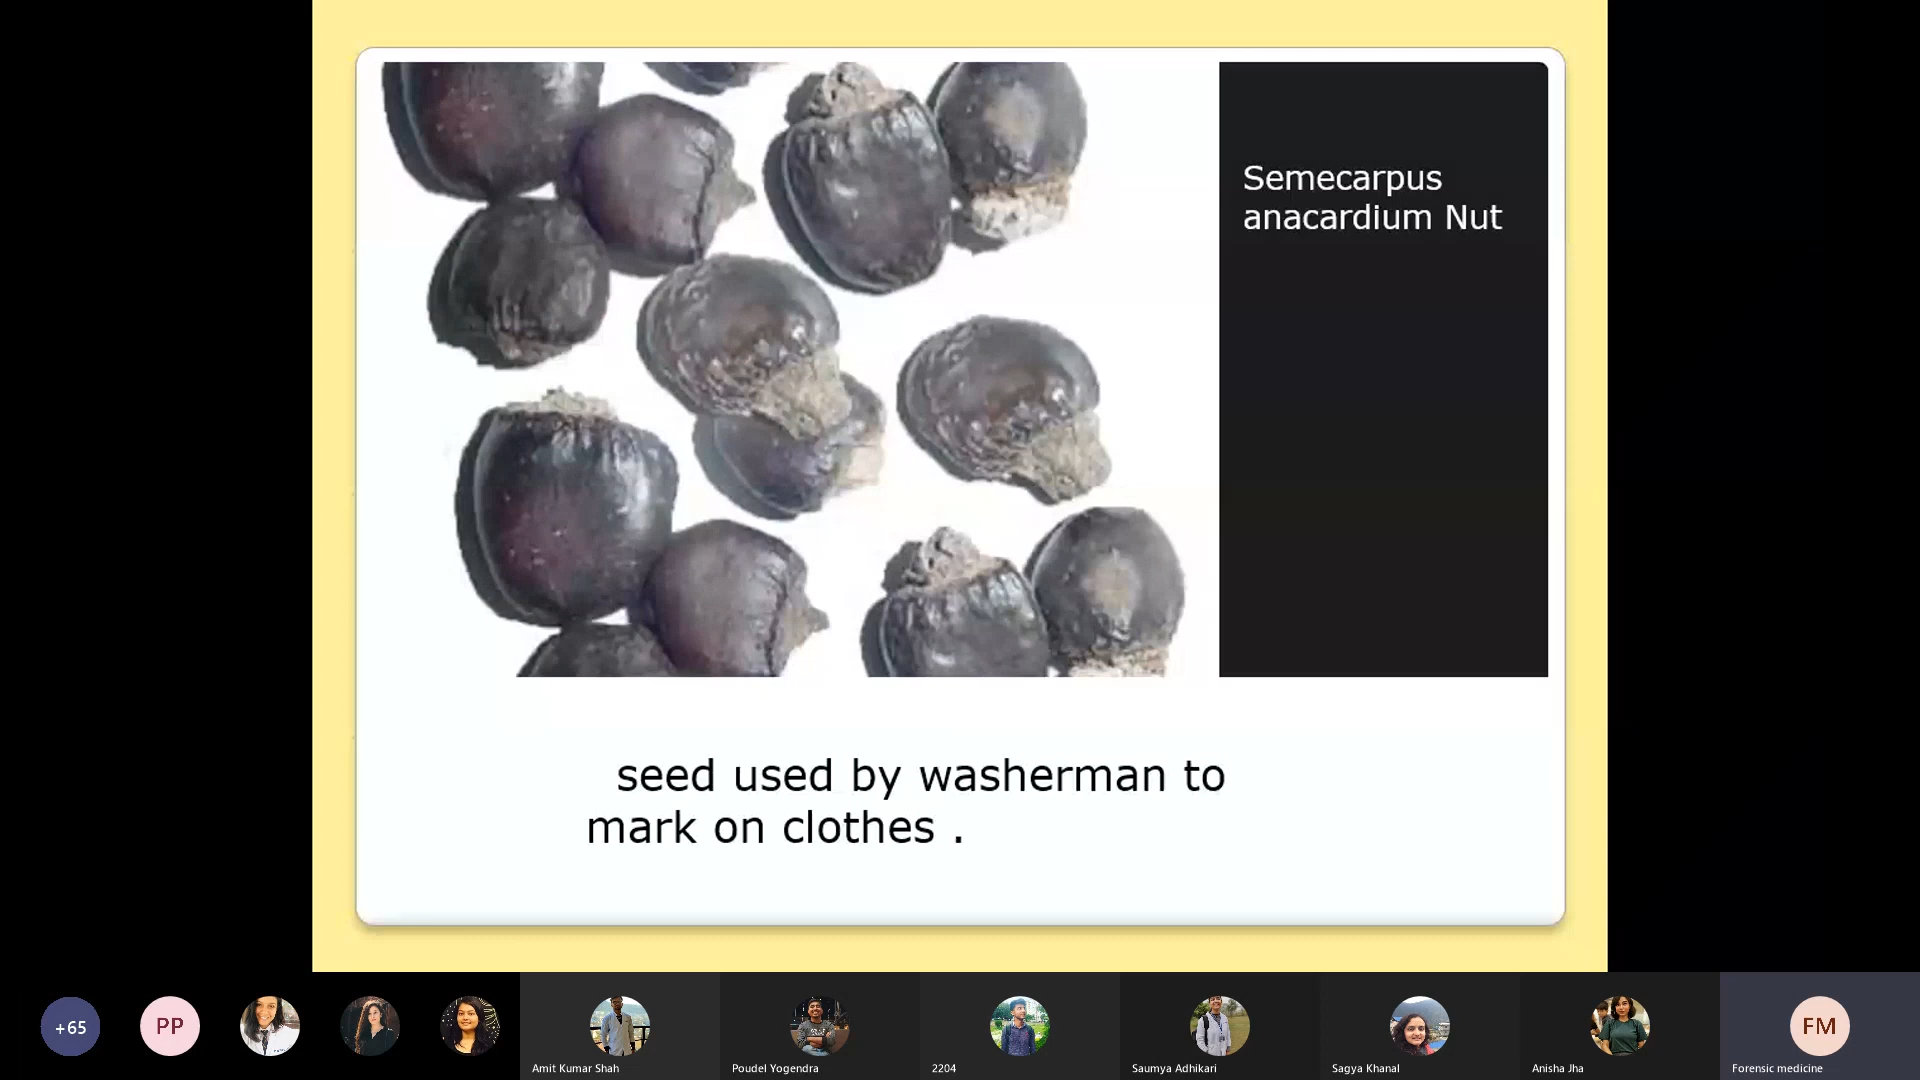 Semecarpus
anacardium Nut
seed used by washerman to
mark on clothes .
+65
PP
FM
Amit Kumar Shah
Poudel Yogendra
2204
Saumya Adhikari
Sagya Khanal
Anisha Jha
Forensic medicine